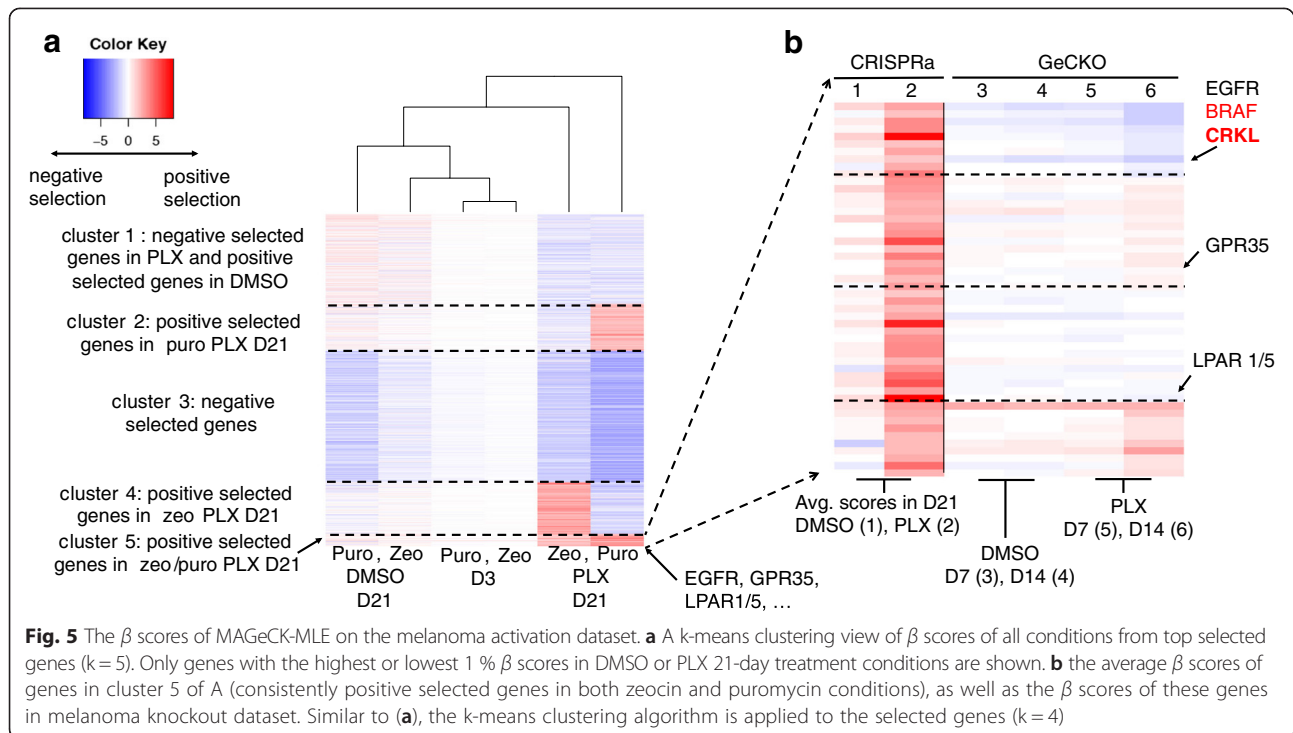 a
Color Key
−5 0 5
negative selection
positive selection
cluster 1 : negative selected
genes in PLX and positive
selected genes in DMSO
cluster 2: positive selected
genes in puro PLX D21
cluster 3: negative
selected genes
cluster 4: positive selected
genes in zeo PLX D21
cluster 5: positive selected
genes in zeo/puro PLX D21
Puro, Zeo
DMSO
D21
Puro, Zeo
D3
Zeo, Puro
PLX
D21
EGFR, GPR35,
LPAR1/5, ...
b
CRISPRa
GeCKO
1 2 3 4 5 6
EGFR
BRAF
CRKL
GPR35
LPAR 1/5
Avg. scores in D21
DMSO (1), PLX (2)
DMSO
D7 (3), D14 (4)
PLX
D7 (5), D14 (6)
Fig. 5 The β scores of MAGeCK-MLE on the melanoma activation dataset. a A k-means clustering view of β scores of all conditions from top selected
genes (k = 5). Only genes with the highest or lowest 1 % β scores in DMSO or PLX 21-day treatment conditions are shown. b the average β scores of
genes in cluster 5 of A (consistently positive selected genes in both zeocin and puromycin conditions), as well as the β scores of these genes
in melanoma knockout dataset. Similar to (a), the k-means clustering algorithm is applied to the selected genes (k = 4)